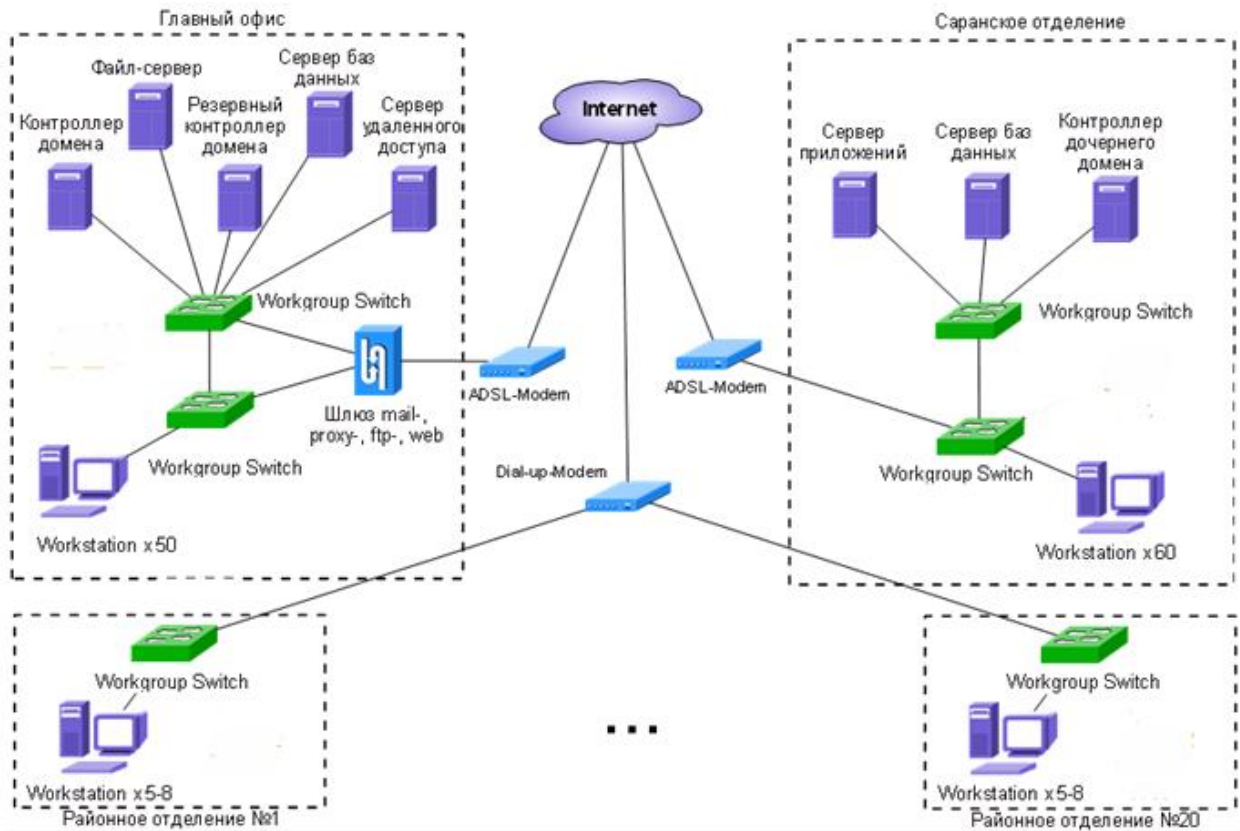 Главный офис
Файл-сервер
Сервер баз
данных
Контроллер
домена
Резервный
контроллер
домена
Сервер
удаленного
доступа
Workgroup Switch
Шлюз mail-,
proxy-, ftp-, web
Workgroup Switch
Workstation x50
Internet
ADSL-Modem
ADSL-Modem
Dial-up-Modem
Саранское отделение
Сервер
приложений
Сервер баз
данных
Контроллер
дочернего
домена
Workgroup Switch
Workgroup Switch
Workstation x60
Workgroup Switch
Workstation x5-8
Районное отделение №1
...
Workgroup Switch
Workstation x5-8
Районное отделение №20